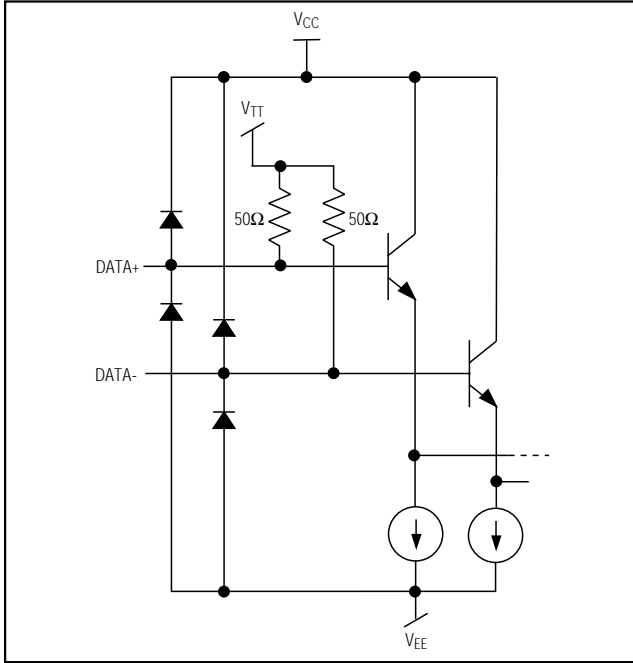 VCC
VTT
50Ω 50Ω
DATA+
DATA-
VEE